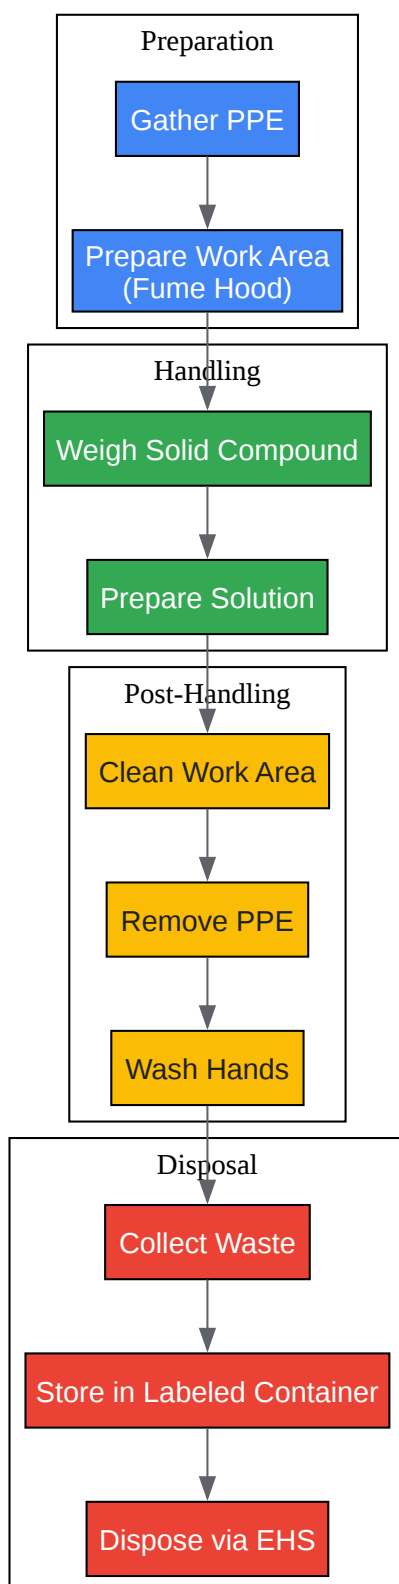 Preparation
Gather PPE
Prepare Work Area
(Fume Hood)
Handling
Weigh Solid Compound
Prepare Solution
Post-Handling
Clean Work Area
Remove PPE
Wash Hands
Disposal
Collect Waste
Store in Labeled Container
Dispose via EHS